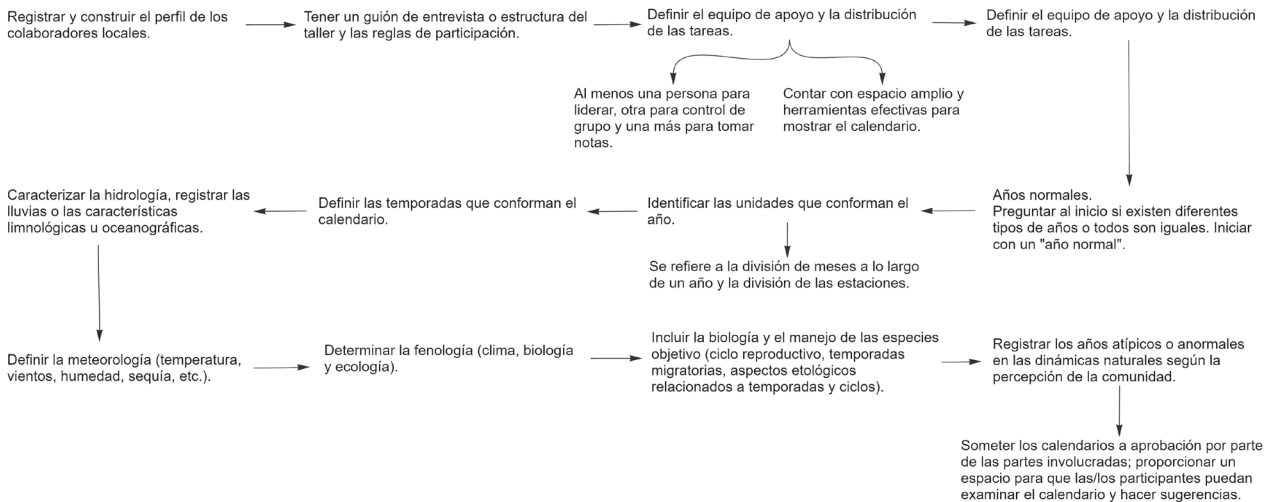 Registrar y construir el perfil de los
colaboradores locales.
Tener un guión de entrevista o estructura del
taller y las reglas de participación.
Definir el equipo de apoyo y la distribución
de las tareas.
Definir el equipo de apoyo y la distribución
de las tareas.
Al menos una persona para
liderar, otra para control de
grupo y una más para tomar
notas.
Contar con espacio amplio y
herramientas efectivas para
mostrar el calendario.
Años normales.
Preguntar al inicio si existen diferentes
tipos de años o todos son iguales. Iniciar
con un "año normal".
Identificar las unidades que conforman el
año.
Se refiere a la división de meses a lo largo
de un año y la división de las estaciones.
Definir las temporadas que conforman el
calendario.
Caracterizar la hidrología, registrar las
lluvias o las características
limnológicas u oceanográficas.
Definir la meteorología (temperatura,
vientos, humedad, sequía, etc.).
Determinar la fenología (clima, biología
y ecología).
Incluir la biología y el manejo de las especies
objetivo (ciclo reproductivo, temporadas
migratorias, aspectos etológicos
relacionados a temporadas y ciclos).
Registrar los años atípicos o anormales
en las dinámicas naturales según la
percepción de la comunidad.
Someter los calendarios a aprobación por parte
de las partes involucradas; proporcionar un
espacio para que las/los participantes puedan
examinar el calendario y hacer sugerencias.